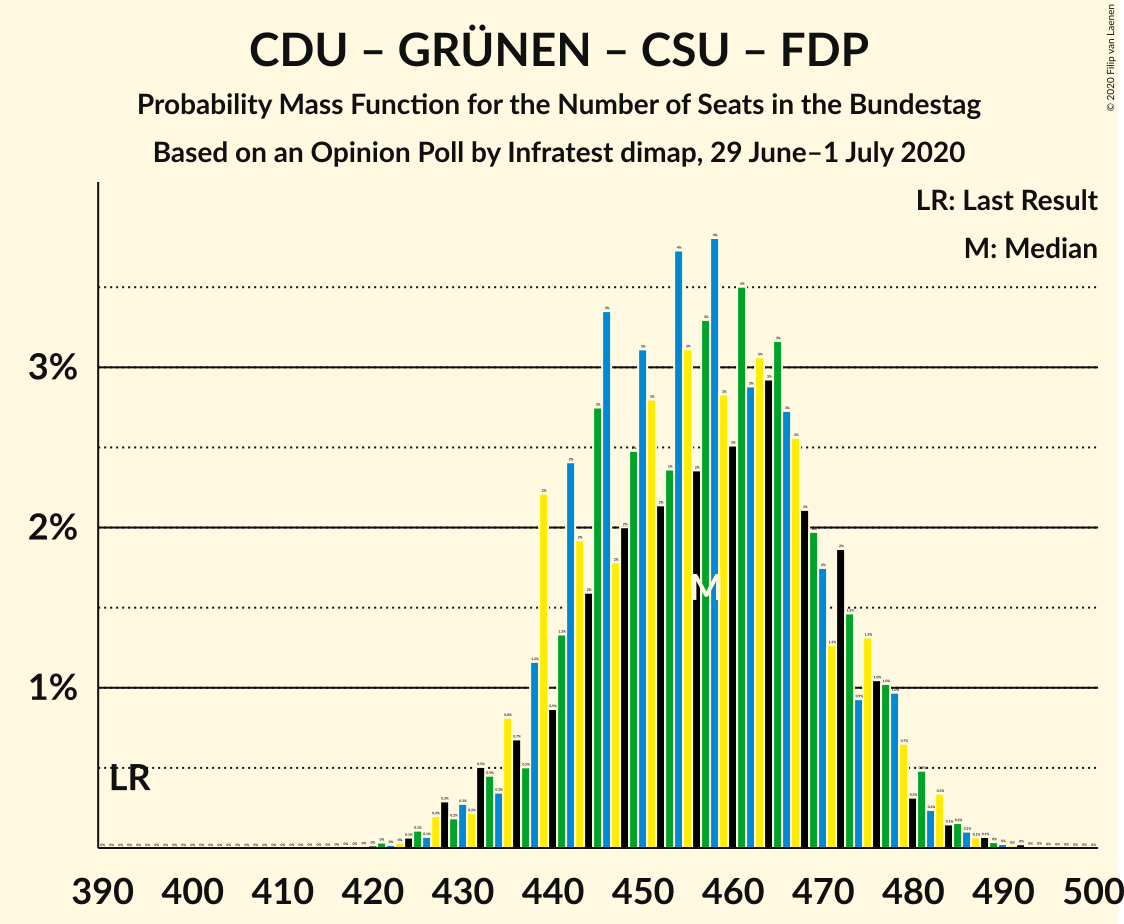 © 2020 Filip van Laenen
CDU – GRÜNEN – CSU – FDP
Probability Mass Function for the Number of Seats in the Bundestag
Based on an Opinion Poll by Infratest dimap, 29 June–1 July 2020
LR: Last Result
M: Median
3%
2%
1%
M
LR
390 400 410 420 430 440 450 460 470 480 490 500